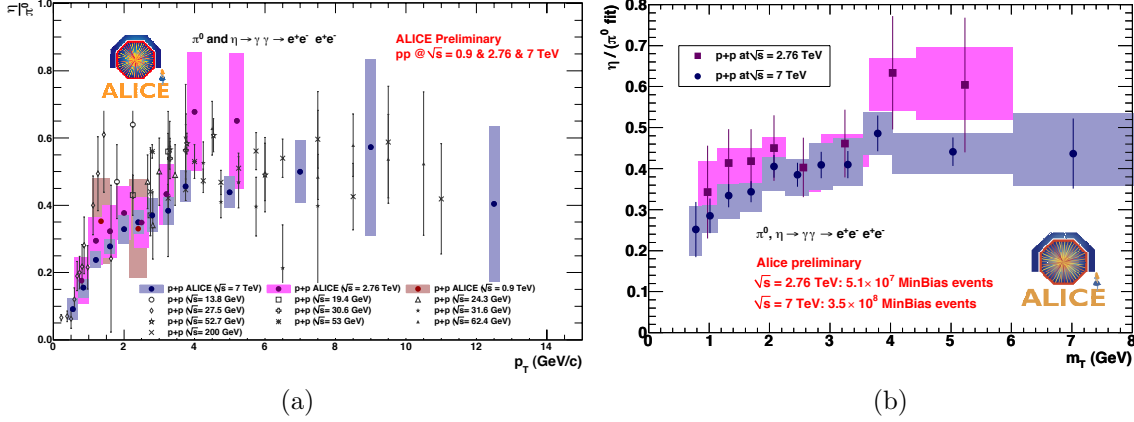 η/π⁰
1.0
0.8
0.6
0.4
0.2
0.0
ALICE
π⁰ and η → γ γ → e⁺e⁻ e⁺e⁻
ALICE Preliminary
pp @ √s = 0.9 & 2.76 & 7 TeV
p+p ALICE (√s = 7 TeV)
p+p ALICE (√s = 2.76 TeV)
p+p ALICE (√s = 0.9 TeV)
p+p (√s= 13.8 GeV)
p+p (√s= 19.4 GeV)
p+p (√s= 24.3 GeV)
p+p (√s= 27.5 GeV)
p+p (√s= 30.6 GeV)
p+p (√s= 31.6 GeV)
p+p (√s= 52.7 GeV)
p+p (√s= 53 GeV)
p+p (√s= 62.4 GeV)
p+p (√s= 200 GeV)
0 2 4 6 8 10 12 14
p_T (GeV/c)
(a)
η / (π⁰ fit)
0.8
0.7
0.6
0.5
0.4
0.3
0.2
0.1
0
p+p at√s = 2.76 TeV
p+p at√s = 7 TeV
π⁰, η → γγ → e⁺e⁻ e⁺e⁻
Alice preliminary
√s = 2.76 TeV: 5.1× 10⁷ MinBias events
√s = 7 TeV: 3.5× 10⁸ MinBias events
ALICE
0 1 2 3 4 5 6 7 8
m_T (GeV)
(b)